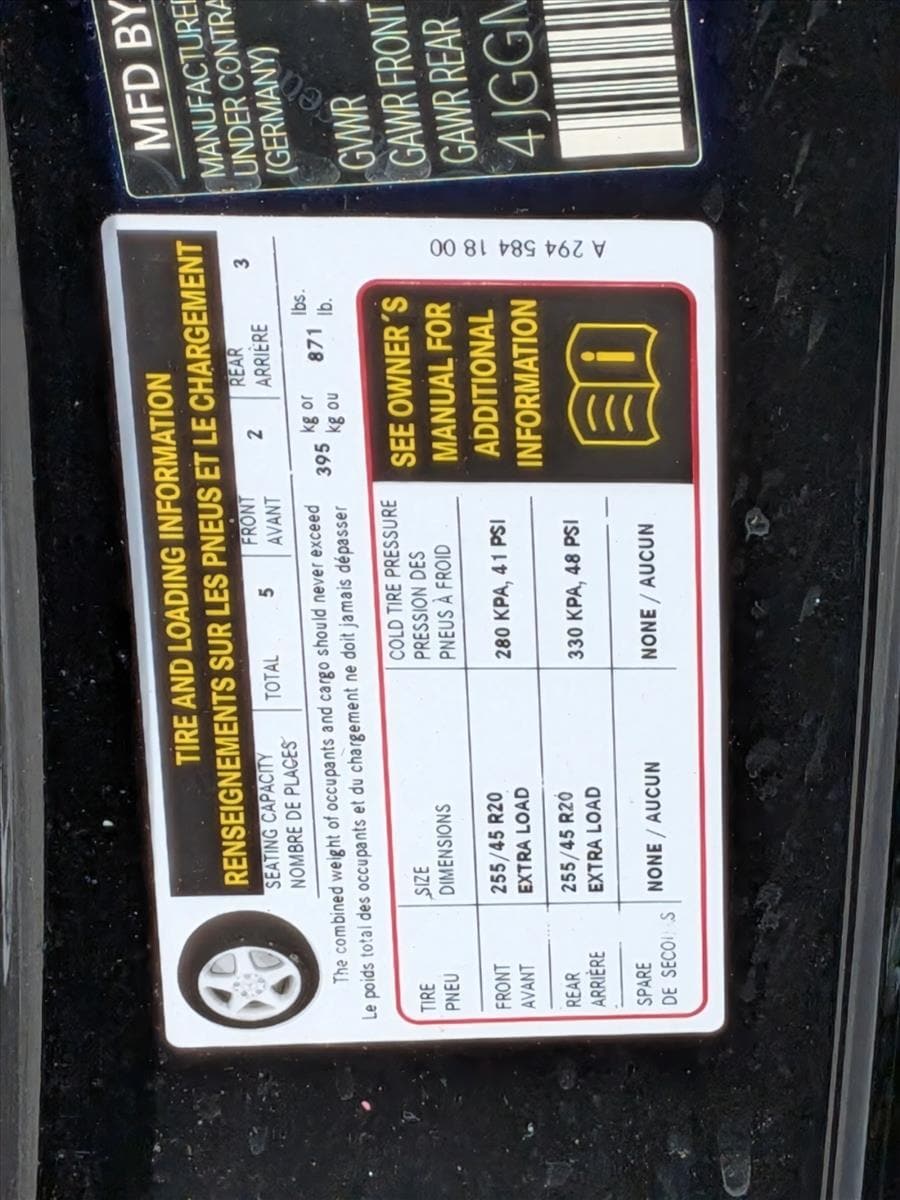 TIRE AND LOADING INFORMATION
RENSEIGNEMENTS SUR LES PNEUS ET LE CHARGEMENT
SEATING CAPACITY
NOMBRE DE PLACES
TOTAL 5
FRONT
AVANT
2
REAR
ARRIÈRE
3
The combined weight of occupants and cargo should never exceed 395 kg or 871 lbs.
Le poids total des occupants et du chargement ne doit jamais dépasser kg ou lb.
TIRE
PNEU
SIZE
DIMENSIONS
COLD TIRE PRESSURE
PRESSION DES
PNEUS À FROID
FRONT
AVANT
255/45 R20
EXTRA LOAD
280 KPA, 41 PSI
REAR
ARRIÈRE
255/45 R20
EXTRA LOAD
330 KPA, 48 PSI
SPARE
DE SECOURS
NONE / AUCUN
NONE / AUCUN
SEE OWNER'S
MANUAL FOR
ADDITIONAL
INFORMATION
A 294 584 18 00
MFD BY
UNDER
(GERMANY)
GVWR
GAWR FRONT
GAWR REAR